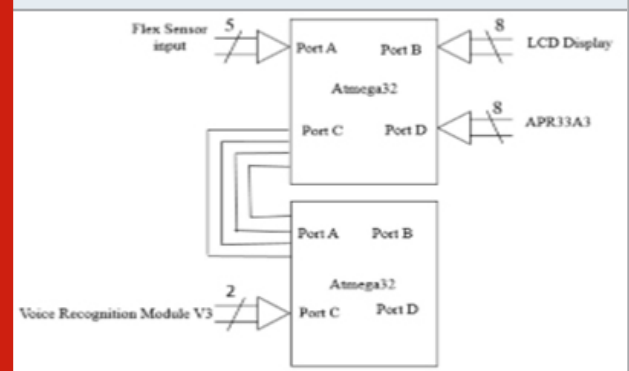 Flex Sensor
input
5
Port A
Port B
8
LCD Display
Atmega32
Port C
Port D
8
APR33A3
Port A
Port B
Atmega32
Voice Recognition Module V3
2
Port C
Port D